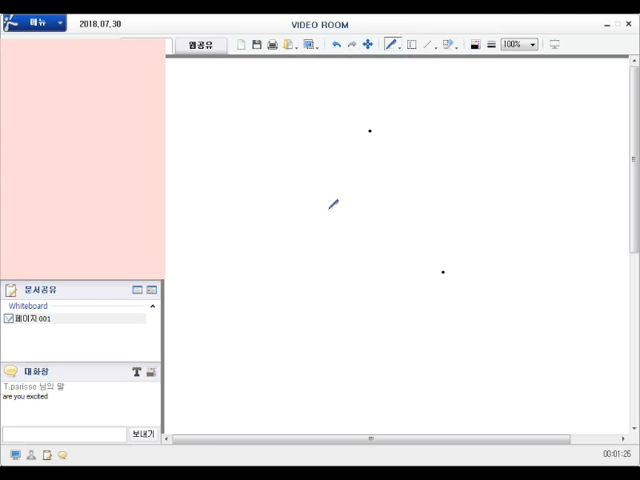 메뉴
2018,07,30
VIDEO ROOM
웹공유
100%
문서공유
Whiteboard
페이지 001
대화창
T.parisse 님의 말
are you excited
보내기
00:01:26